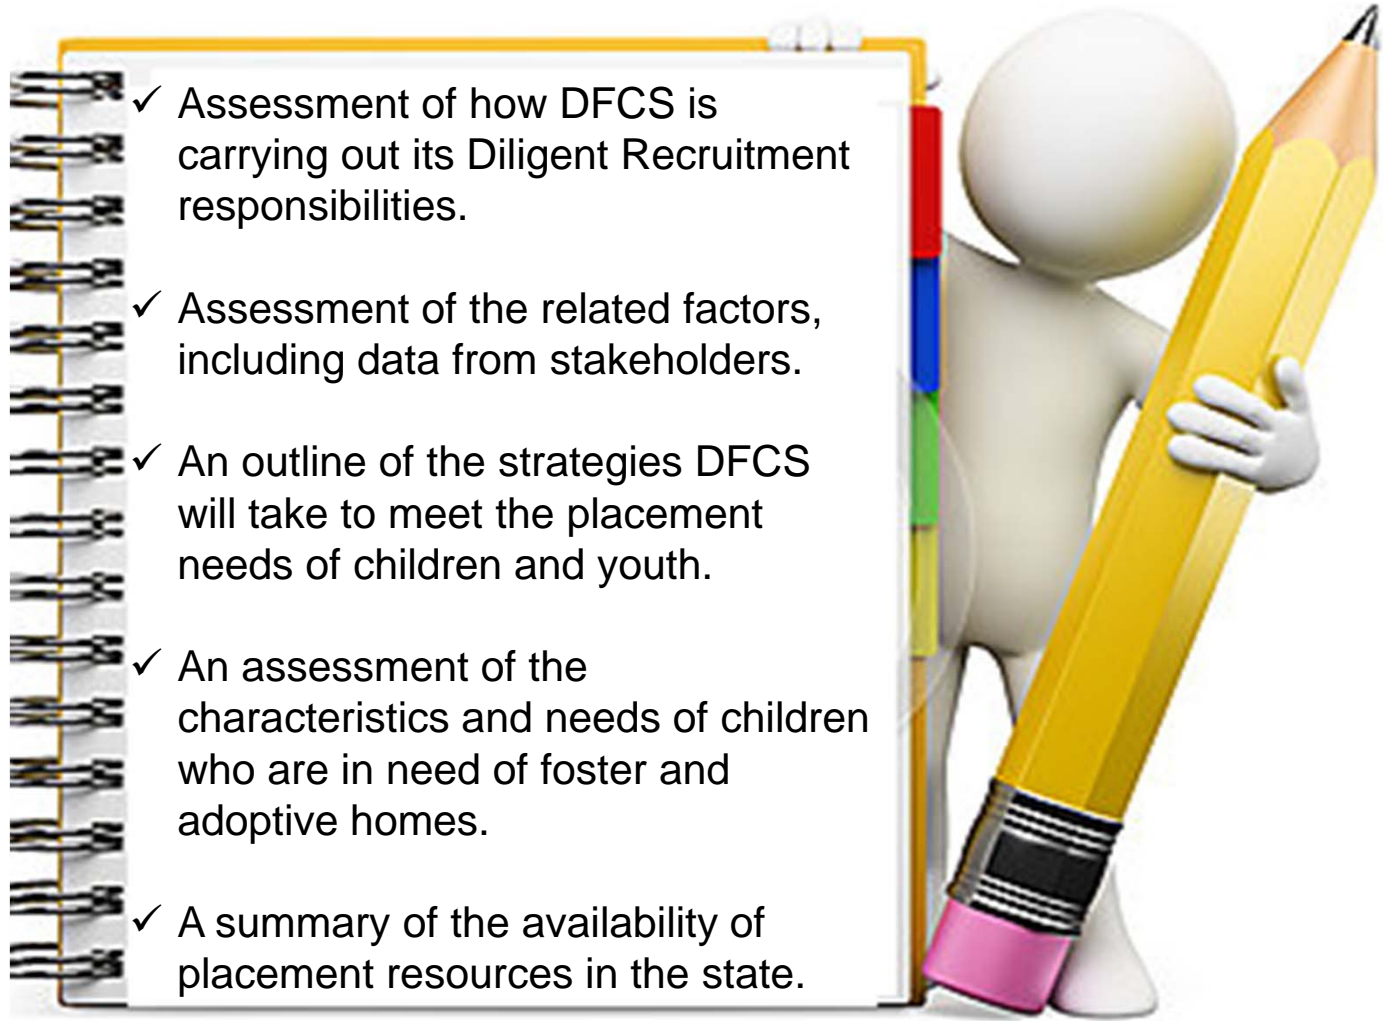 ✓ Assessment of how DFCS is
carrying out its Diligent Recruitment
responsibilities.
✓ Assessment of the related factors,
including data from stakeholders.
✓ An outline of the strategies DFCS
will take to meet the placement
needs of children and youth.
✓ An assessment of the
characteristics and needs of children
who are in need of foster and
adoptive homes.
✓ A summary of the availability of
placement resources in the state.